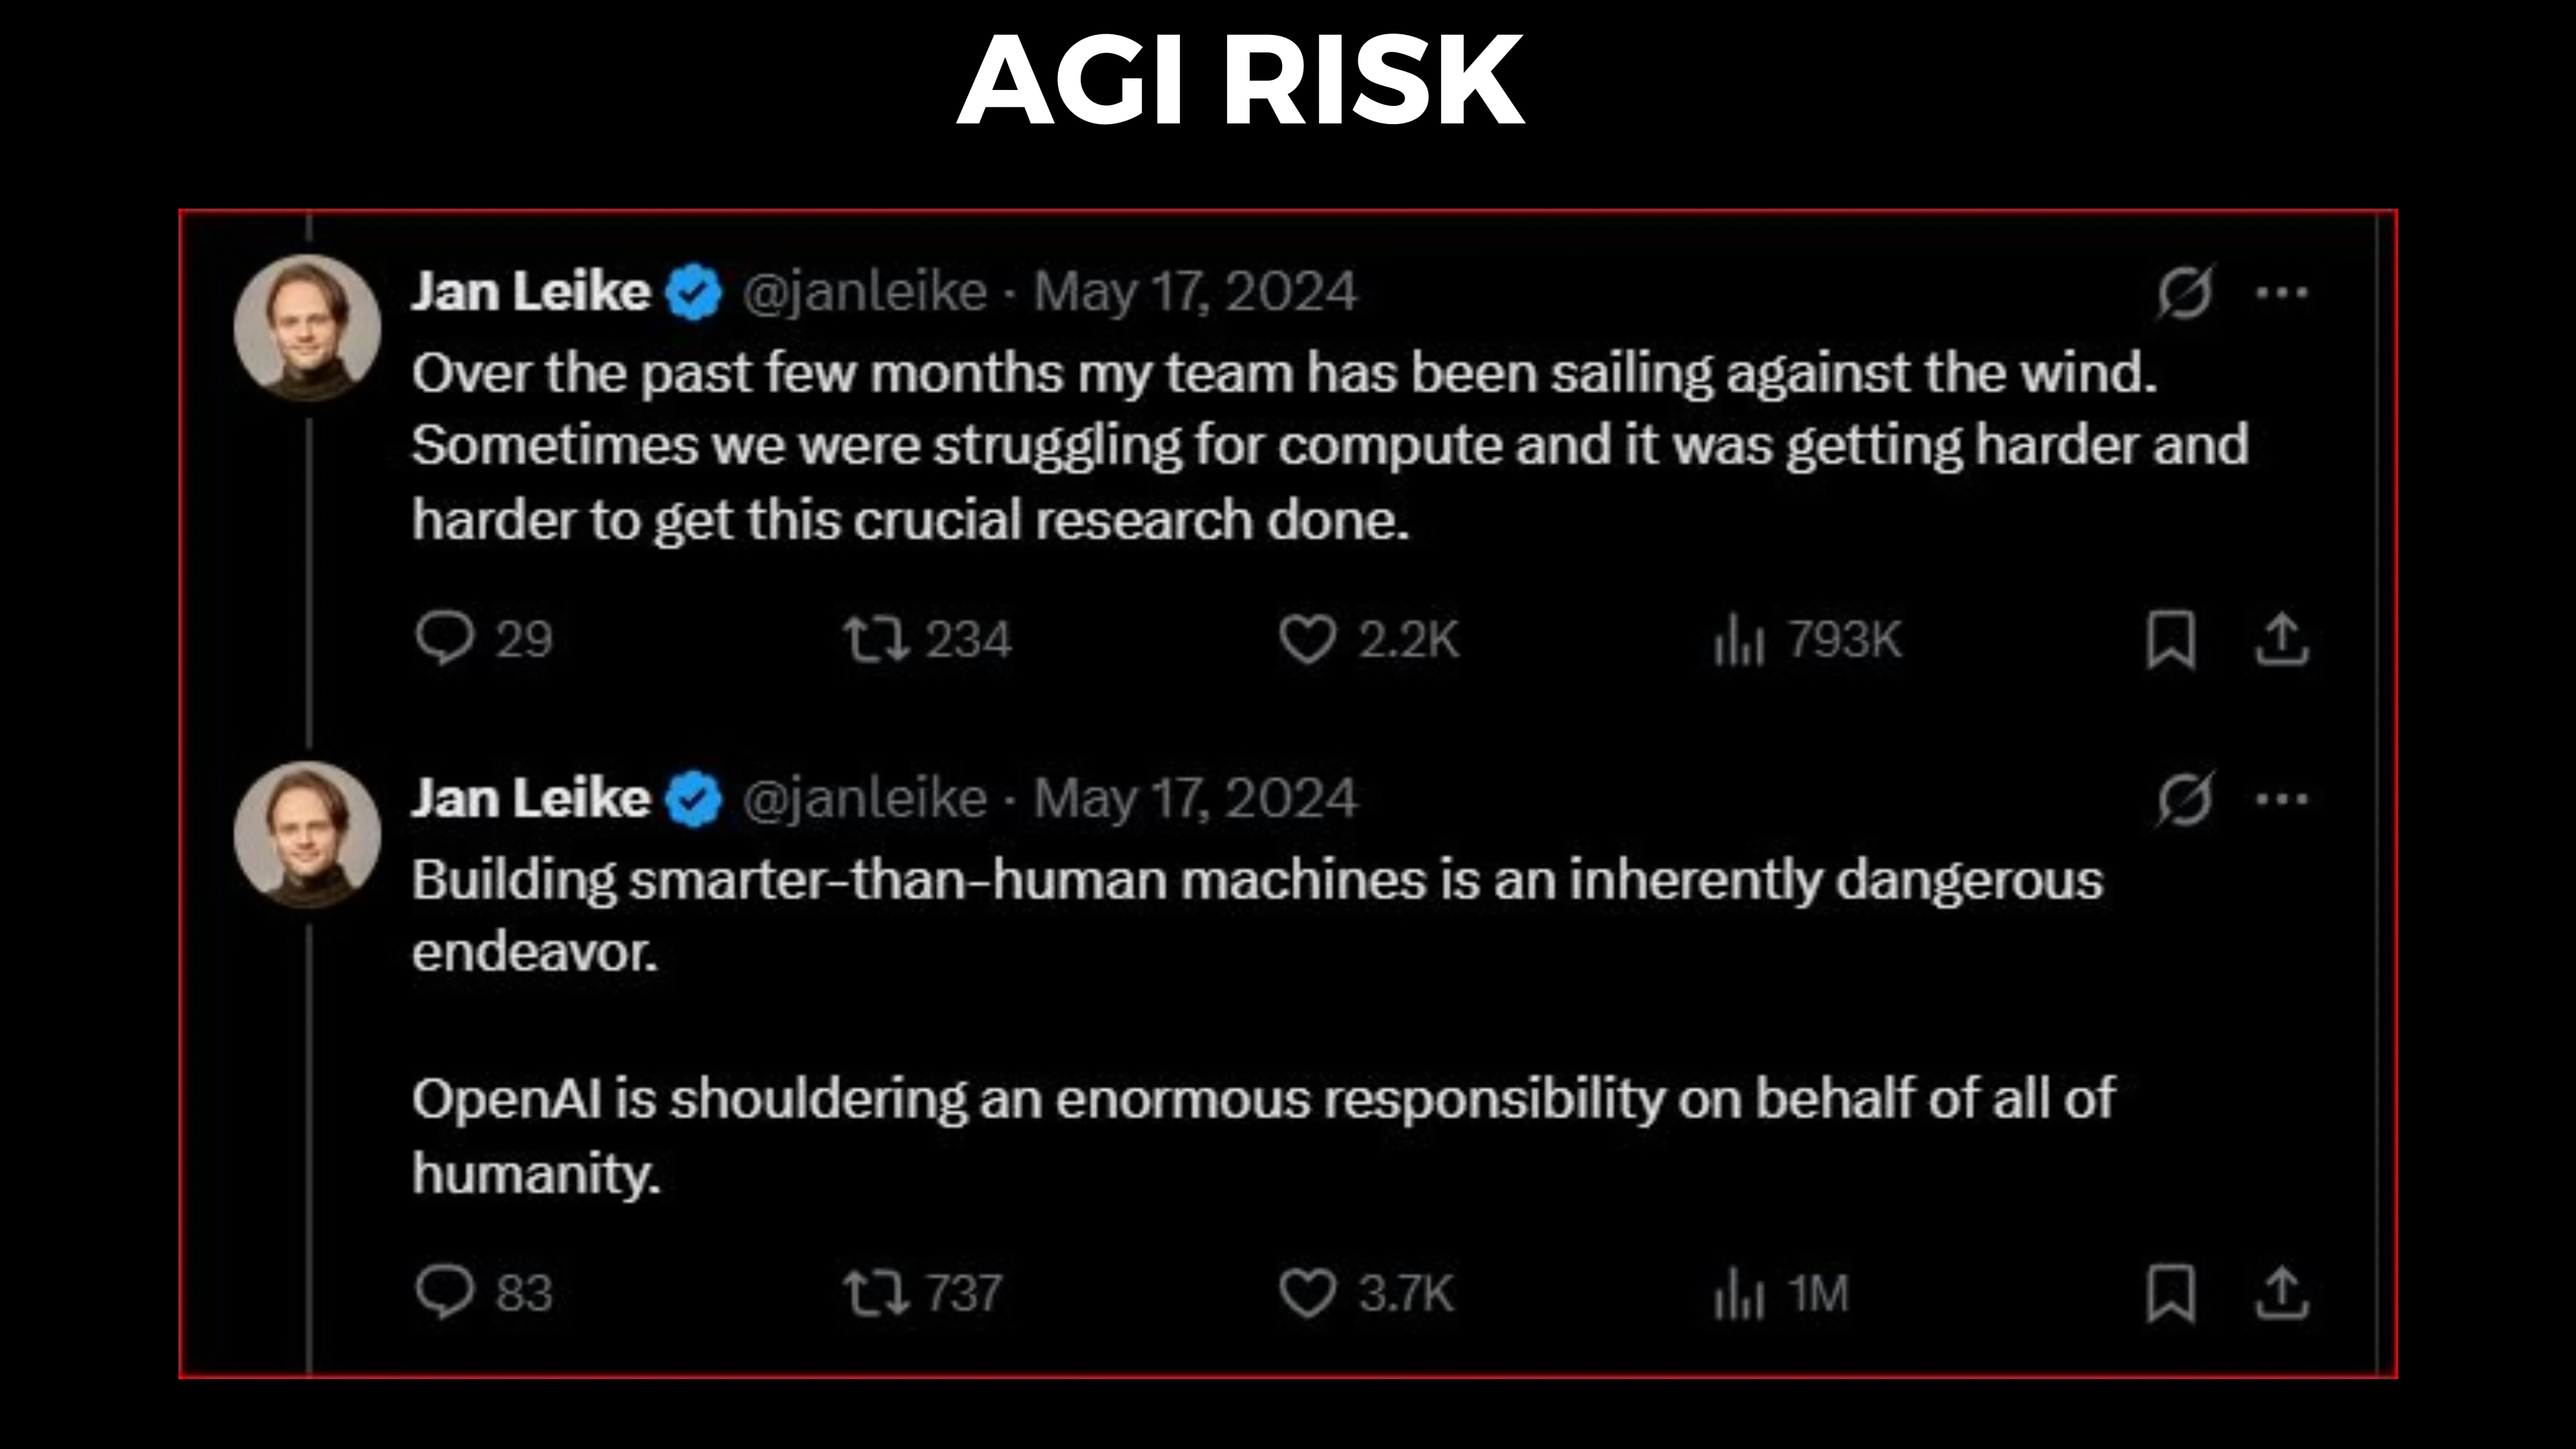 AGI RISK
Jan Leike @janleike · May 17, 2024
Over the past few months my team has been sailing against the wind.
Sometimes we were struggling for compute and it was getting harder and
harder to get this crucial research done.
29 234 2.2K 793K
Jan Leike @janleike · May 17, 2024
Building smarter-than-human machines is an inherently dangerous
endeavor.
OpenAI is shouldering an enormous responsibility on behalf of all of
humanity.
83 737 3.7K 1M